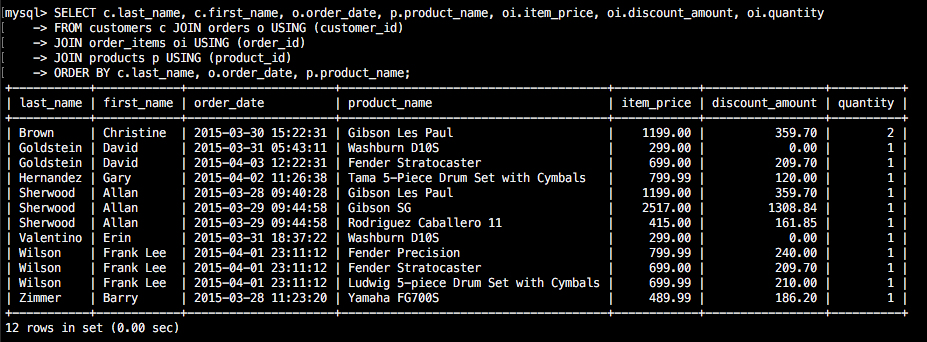 mysql> SELECT c.last_name, c.first_name, o.order_date, p.product_name, oi.item_price, oi.discount_amount, oi.quantity
    -> FROM customers c JOIN orders o USING (customer_id)
    -> JOIN order_items oi USING (order_id)
    -> JOIN products p USING (product_id)
    -> ORDER BY c.last_name, o.order_date, p.product_name;
+-----------+------------+---------------------+------------------------------------+------------+-----------------+----------+
| last_name | first_name | order_date          | product_name                       | item_price | discount_amount | quantity |
+-----------+------------+---------------------+------------------------------------+------------+-----------------+----------+
| Brown     | Christine  | 2015-03-30 15:22:31 | Gibson Les Paul                    |    1199.00 |          359.70 |        2 |
| Goldstein | David      | 2015-03-31 05:43:11 | Washburn D10S                      |     299.00 |            0.00 |        1 |
| Goldstein | David      | 2015-04-03 12:22:31 | Fender Stratocaster                |     699.00 |          209.70 |        1 |
| Hernandez | Gary       | 2015-04-02 11:26:38 | Tama 5-Piece Drum Set with Cymbals |     799.99 |          120.00 |        1 |
| Sherwood  | Allan      | 2015-03-28 09:40:28 | Gibson Les Paul                    |    1199.00 |          359.70 |        1 |
| Sherwood  | Allan      | 2015-03-29 09:44:58 | Gibson SG                          |    2517.00 |         1308.84 |        1 |
| Sherwood  | Allan      | 2015-03-29 09:44:58 | Rodriguez Caballero 11             |     415.00 |          161.85 |        1 |
| Valentino | Erin       | 2015-03-31 18:37:22 | Washburn D10S                      |     299.00 |            0.00 |        1 |
| Wilson    | Frank Lee  | 2015-04-01 23:11:12 | Fender Precision                   |     799.99 |          240.00 |        1 |
| Wilson    | Frank Lee  | 2015-04-01 23:11:12 | Fender Stratocaster                |     699.00 |          209.70 |        1 |
| Wilson    | Frank Lee  | 2015-04-01 23:11:12 | Ludwig 5-piece Drum Set with Cymbals |     699.99 |          210.00 |        1 |
| Zimmer    | Barry      | 2015-03-28 11:23:20 | Yamaha FG700S                      |     489.99 |          186.20 |        1 |
+-----------+------------+---------------------+------------------------------------+------------+-----------------+----------+
12 rows in set (0.00 sec)